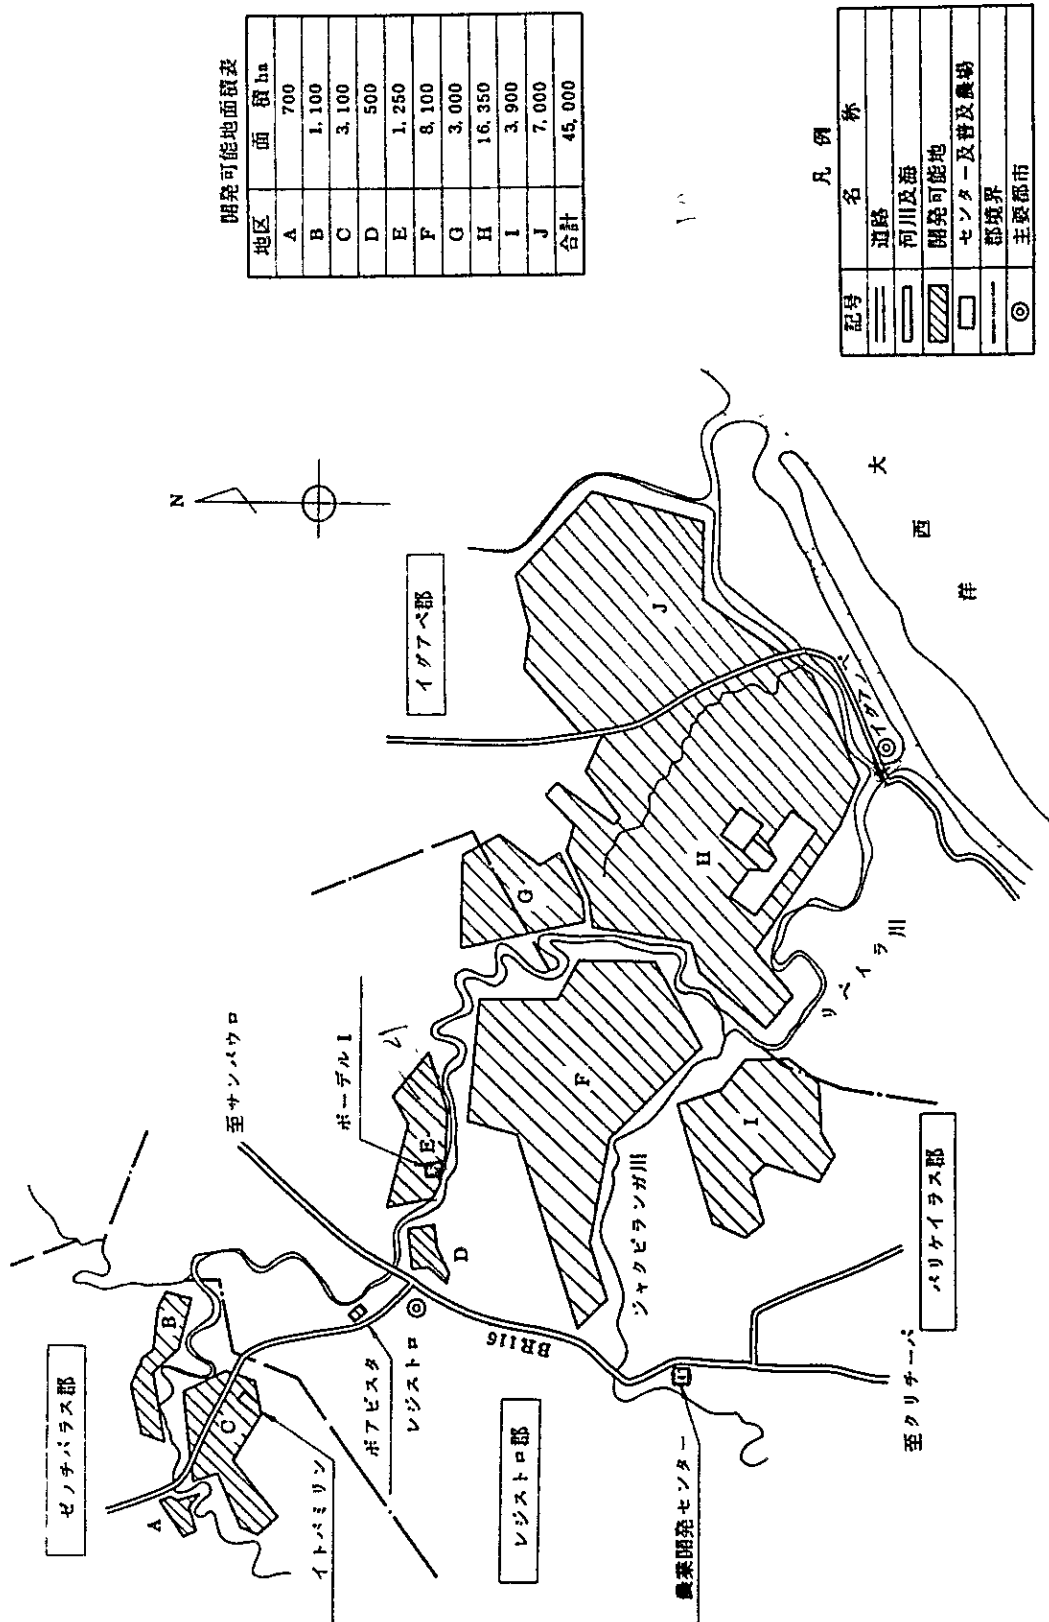 開発可能地面積表
地区 面積 ha
A 700
B 1,100
C 3,100
D 500
E 1,250
F 8,100
G 3,000
H 16,350
I 3,900
J 7,000
合計 45,000
凡例
記号 名称
道路
河川及海
開発可能地
センター及普及農場
郡境界
主要都市
N
ゼッチバラス郡
イグアペ郡
レジストロ郡
パリケイラス郡
至サンパウロ
ボーデル I
A
B
C
D
E
F
G
H
I
J
イトパミリン
ボアビスタ
レジストロ
BR116
ジャクピランガ川
リベイラ川
イグアッペ
大西洋
農業開発センター
至クリチーバ